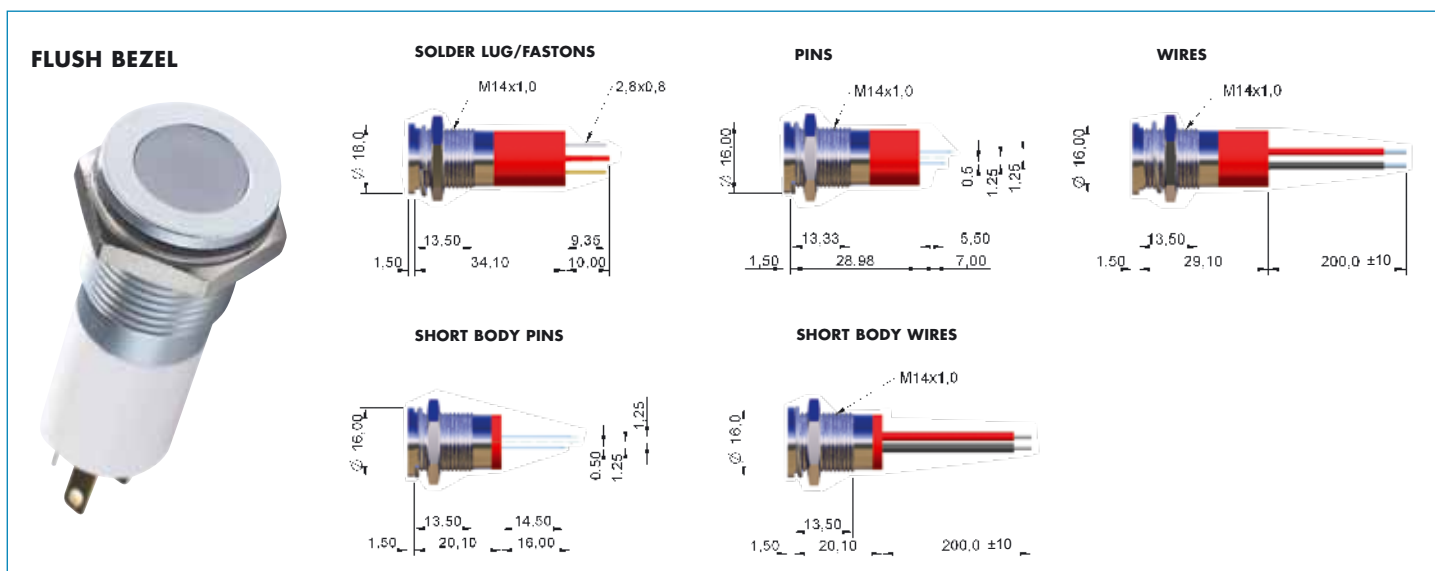 FLUSH BEZEL
SOLDER LUG/FASTONS
M14x1,0
2,8x0,8
Ø 16,0
13,50
9,35
1,50
34,10
10,00
PINS
M14x1,0
Ø 16,00
0.5
1.25
1.25
13,33
5,50
1,50
28.98
7,00
WIRES
M14x1,0
Ø 16,00
13,50
1.50
29,10
200,0 ±10
SHORT BODY PINS
Ø 16,00
0.50
1.25
1,25
13,50
14,50
1,50
20,10
16,00
SHORT BODY WIRES
M14x1,0
Ø 16,0
13,50
1,50
20,10
200,0 ±10